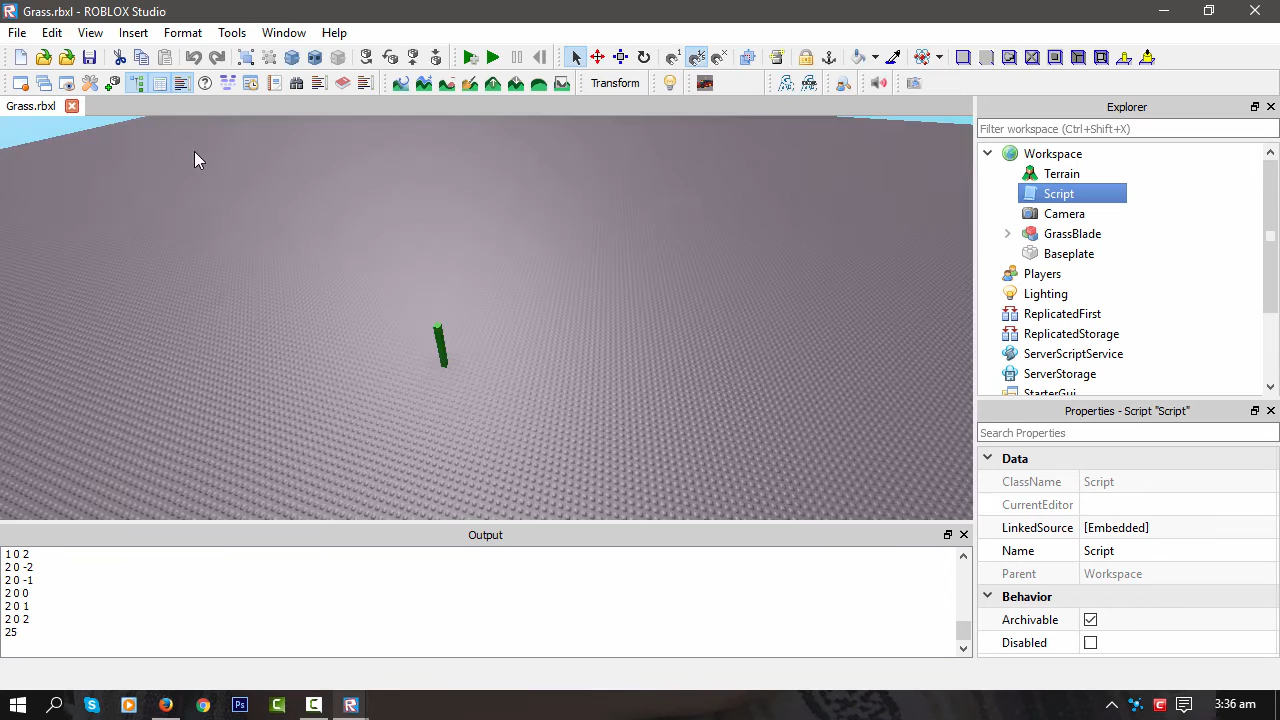 Grass.rbxl - ROBLOX Studio
File Edit View Insert Format Tools Window Help
Transform
Grass.rbxl
Explorer
Filter workspace (Ctrl+Shift+X)
Workspace
Terrain
Script
Camera
GrassBlade
Baseplate
Players
Lighting
ReplicatedFirst
ReplicatedStorage
ServerScriptService
ServerStorage
StarterGui
Properties - Script "Script"
Search Properties
Data
ClassName Script
CurrentEditor
LinkedSource [Embedded]
Name Script
Parent Workspace
Behavior
Archivable
Disabled
Output
1 0 2
2 0 -2
2 0 -1
2 0 0
2 0 1
2 0 2
25
3:36 am